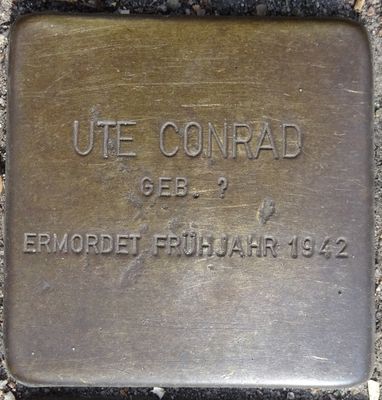 UTE CONRAD
GEB. ?
ERMORDET FRÜHJAHR 1942